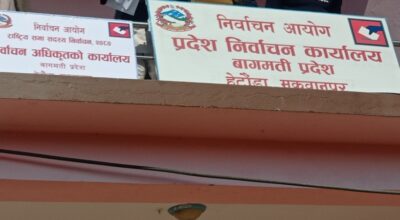 निर्वाचन आयोग
राष्ट्रिय सभा सदस्य निर्वाचन, २०८०
निर्वाचन अधिकृतको कार्यालय
बागमती प्रदेश
निर्वाचन आयोग
प्रदेश निर्वाचन कार्यालय
बागमती प्रदेश
हेटौंडा, मकवानपुर